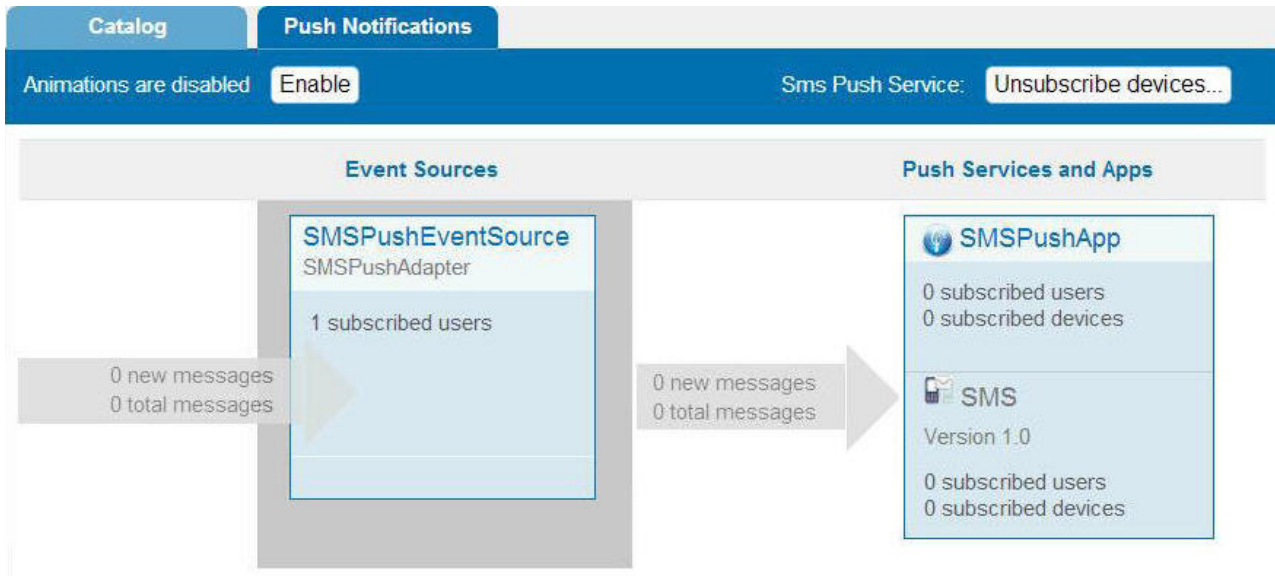 Catalog
Push Notifications
Animations are disabled Enable
Sms Push Service: Unsubscribe devices...
Event Sources
Push Services and Apps
SMSPushEventSource
SMSPushAdapter
1 subscribed users
0 new messages
0 total messages
0 new messages
0 total messages
SMSPushApp
0 subscribed users
0 subscribed devices
SMS
Version 1.0
0 subscribed users
0 subscribed devices